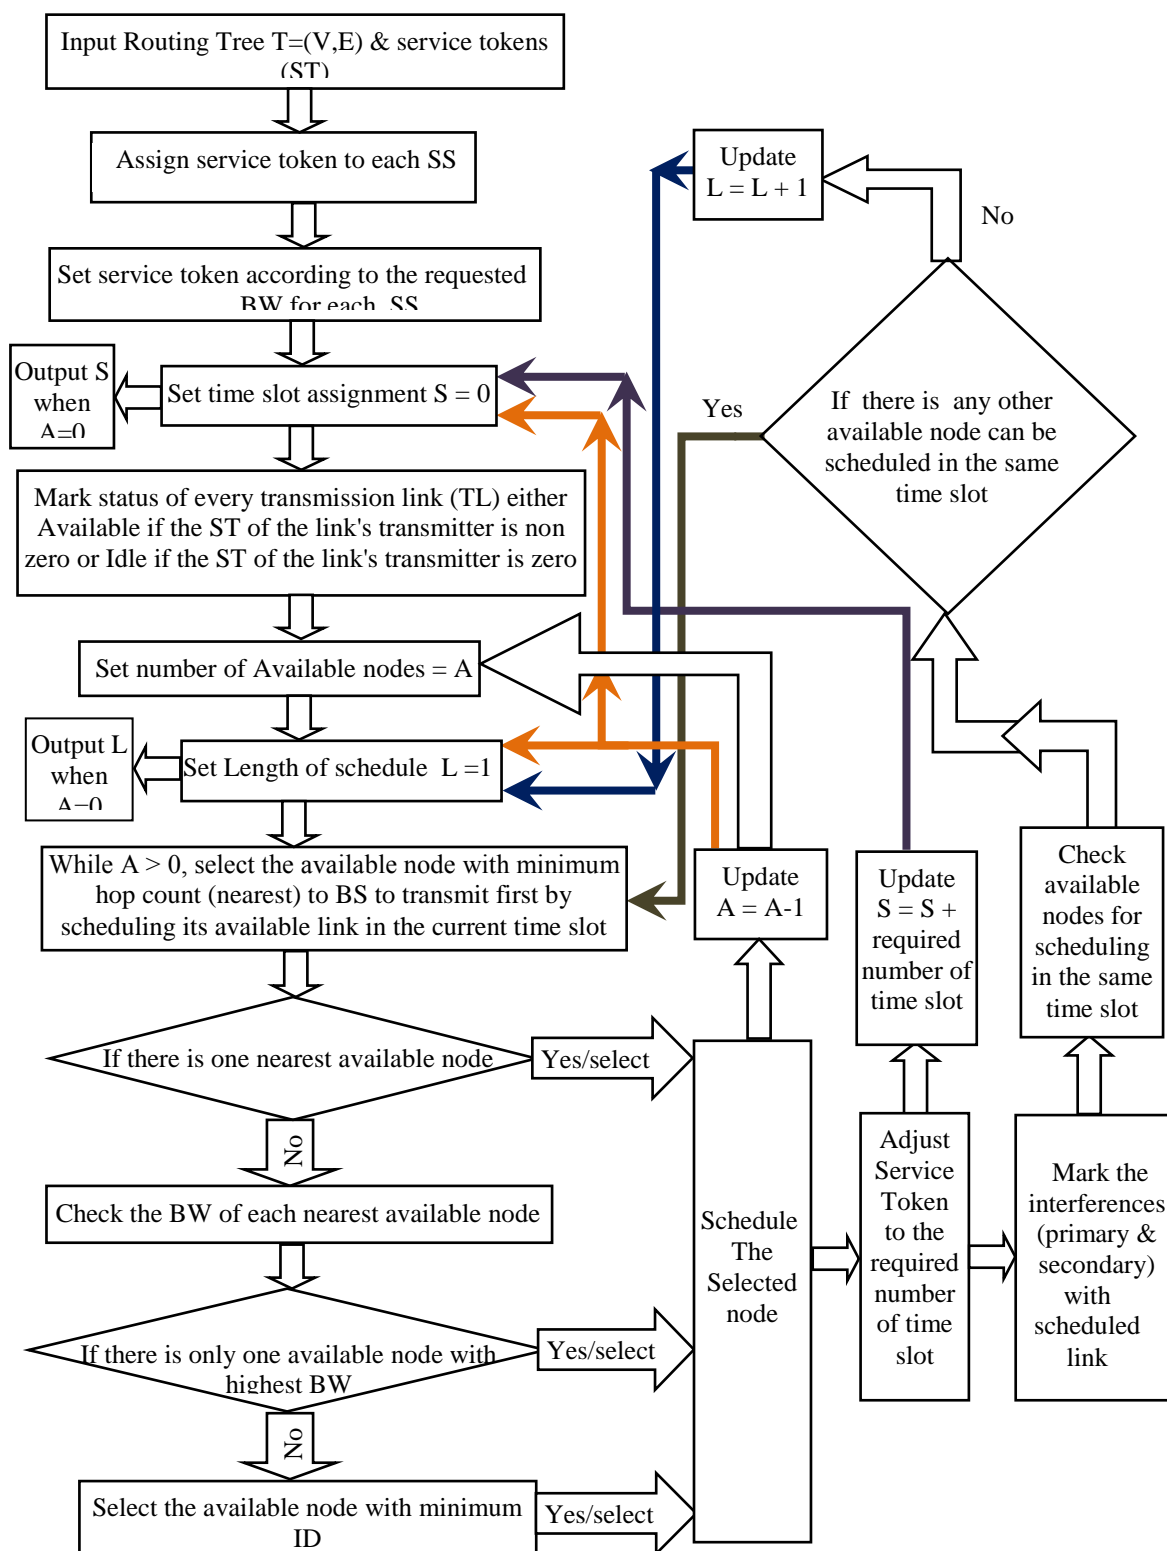 Input Routing Tree T=(V,E) & service tokens
(ST)
Assign service token to each SS
Set service token according to the requested
BW for each SS
Output S
when
A=0
Set time slot assignment S = 0
Mark status of every transmission link (TL) either
Available if the ST of the link's transmitter is non
zero or Idle if the ST of the link's transmitter is zero
Set number of Available nodes = A
Output L
when
A=0
Set Length of schedule L =1
While A > 0, select the available node with minimum
hop count (nearest) to BS to transmit first by
scheduling its available link in the current time slot
If there is one nearest available node
Yes/select
No
Check the BW of each nearest available node
If there is only one available node with
highest BW
Yes/select
No
Select the available node with minimum
ID
Yes/select
Schedule
The
Selected
node
Update
A = A-1
Adjust
Service
Token
to the
required
number
of time
slot
Update
S = S +
required
number of
time slot
Mark the
interferences
(primary &
secondary)
with
scheduled
link
Check
available
nodes for
scheduling
in the same
time slot
If there is any other
available node can be
scheduled in the same
time slot
Yes
No
Update
L = L + 1